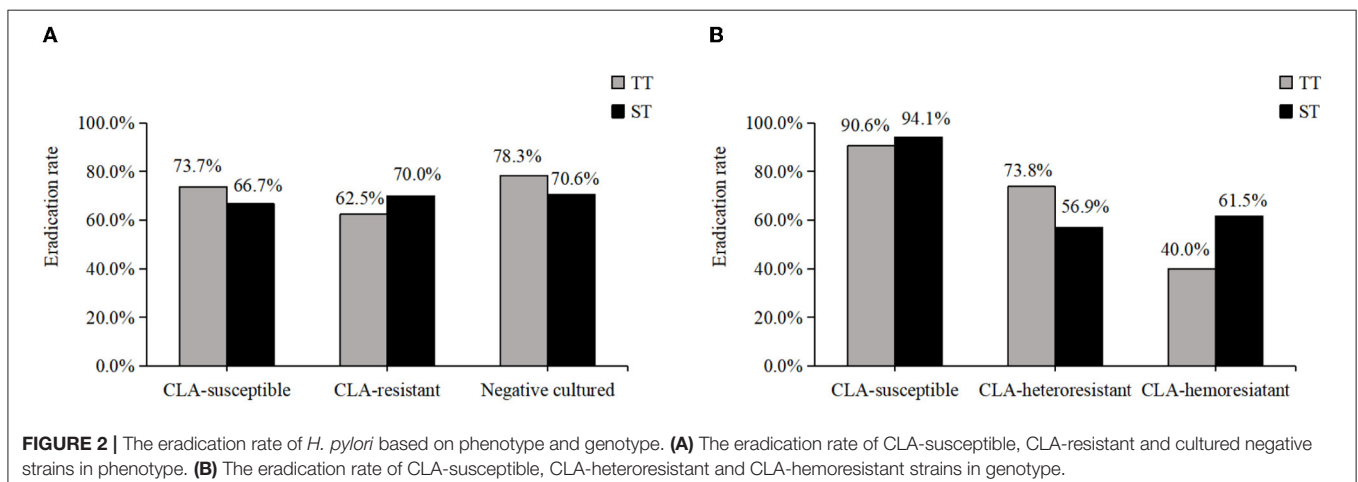 A
TT
ST
Eradication rate
100.0%
80.0%
60.0%
40.0%
20.0%
0.0%
73.7%
66.7%
62.5%
70.0%
78.3%
70.6%
CLA-susceptible
CLA-resistant
Negative cultured
B
TT
ST
Eradication rate
100.0%
80.0%
60.0%
40.0%
20.0%
0.0%
90.6%
94.1%
73.8%
56.9%
40.0%
61.5%
CLA-susceptible
CLA-heteroresistant
CLA-hemoresiatant
FIGURE 2 | The eradication rate of H. pylori based on phenotype and genotype. (A) The eradication rate of CLA-susceptible, CLA-resistant and cultured negative
strains in phenotype. (B) The eradication rate of CLA-susceptible, CLA-heteroresistant and CLA-hemoresistant strains in genotype.